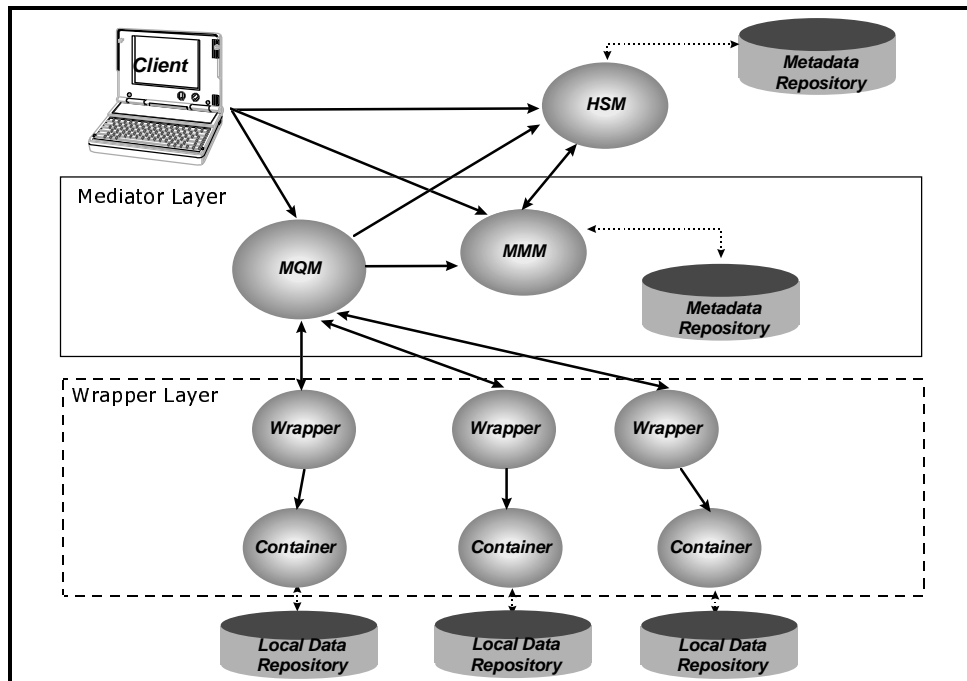 Client
HSM
Metadata
Repository
Mediator Layer
MQM
MMM
Metadata
Repository
Wrapper Layer
Wrapper
Wrapper
Wrapper
Container
Container
Container
Local Data
Repository
Local Data
Repository
Local Data
Repository